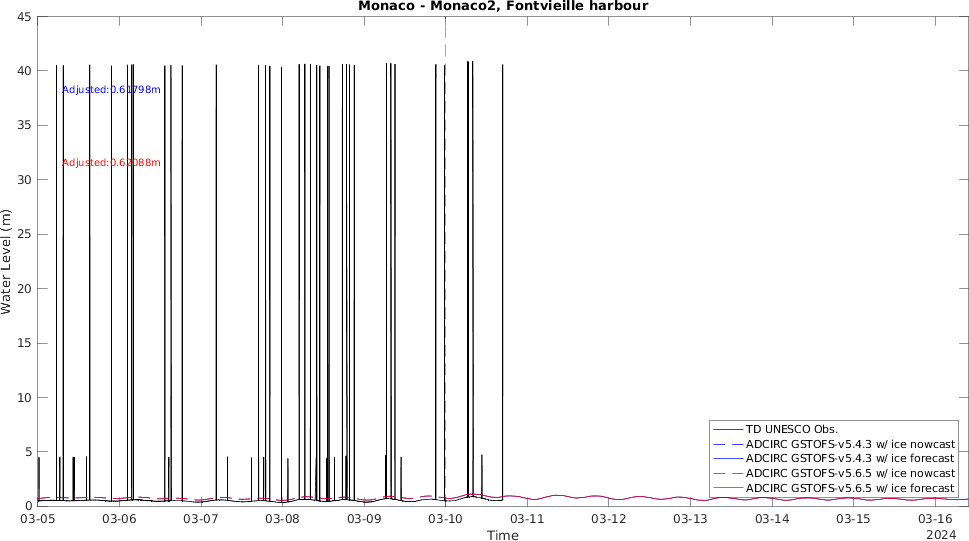 Monaco - Monaco2, Fontvieille harbour
45
40
35
30
25
20
15
10
5
0
Water Level (m)
Adjusted:0.61798m
Adjusted:0.62088m
TD UNESCO Obs.
ADCIRC GSTOFS-v5.4.3 w/ ice nowcast
ADCIRC GSTOFS-v5.4.3 w/ ice forecast
ADCIRC GSTOFS-v5.6.5 w/ ice nowcast
ADCIRC GSTOFS-v5.6.5 w/ ice forecast
03-05 03-06 03-07 03-08 03-09 03-10 03-11 03-12 03-13 03-14 03-15 03-16
2024
Time